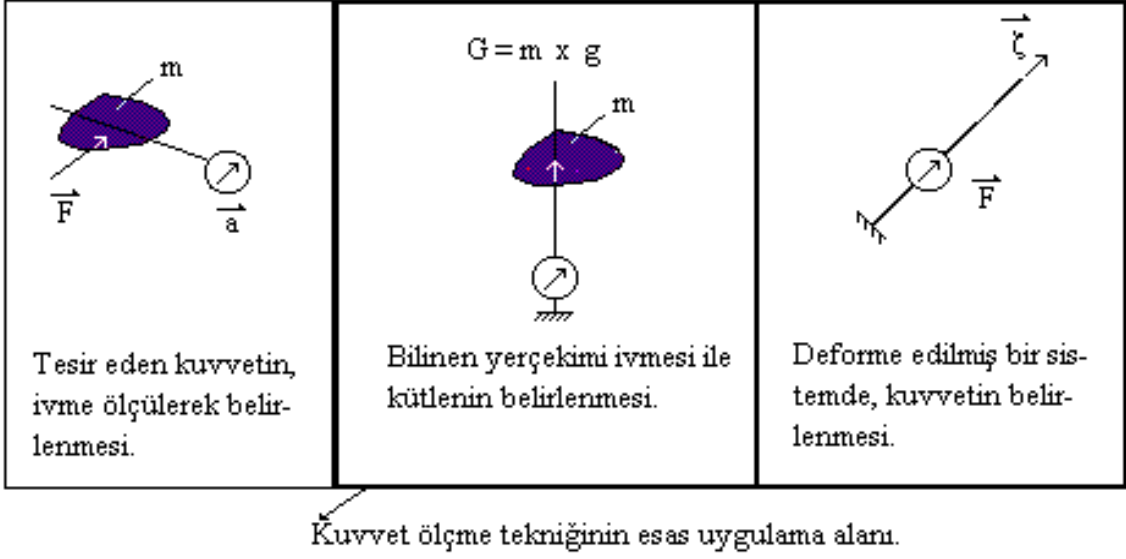 m
F
a
Tesir eden kuvvetin,
ivme ölçülerek belir-
lenmesi.
G = m x g
m
Bilinen yerçekimi ivmesi ile
kütlenin belirlenmesi.
ζ
F
Deforme edilmiş bir sis-
temde, kuvvetin belir-
lenmesi.
Kuvvet ölçme tekniğinin esas uygulama alanı.